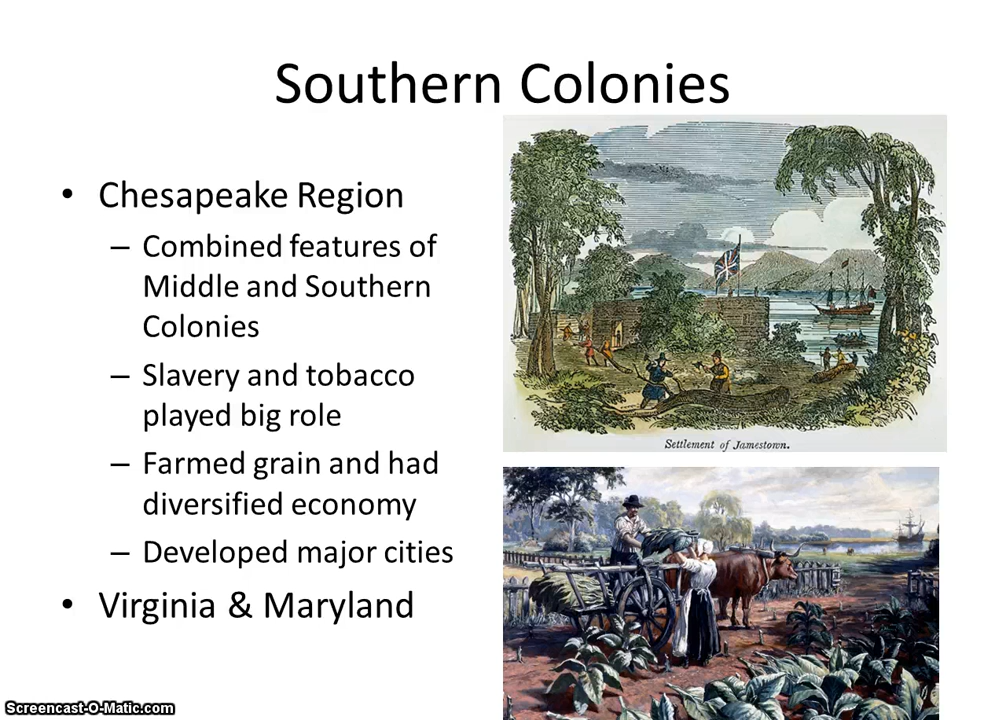 Southern Colonies
• Chesapeake Region
– Combined features of
Middle and Southern
Colonies
– Slavery and tobacco
played big role
– Farmed grain and had
diversified economy
– Developed major cities
• Virginia & Maryland
Settlement of Jamestown.
Screencast-O-Matic.com